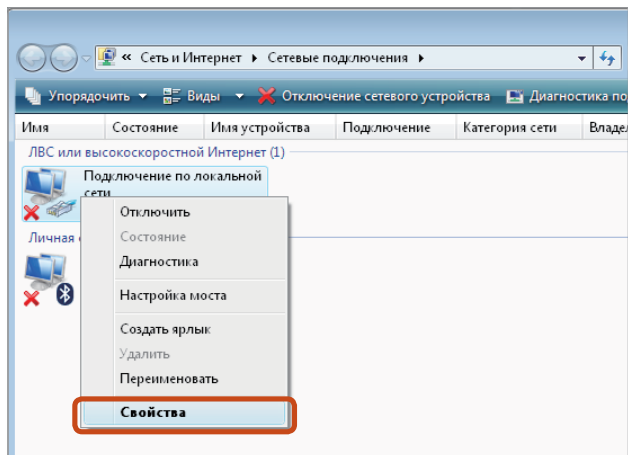 « Сеть и Интернет ▸ Сетевые подключения ▸
Упорядочить Виды Отключение сетевого устройства Диагностика по
Имя Состояние Имя устройства Подключение Категория сети Владел
ЛВС или высокоскоростной Интернет (1)
Подключение по локальной
сети
Отключить
Состояние
Личная
Диагностика
Настройка моста
Создать ярлык
Удалить
Переименовать
Свойства